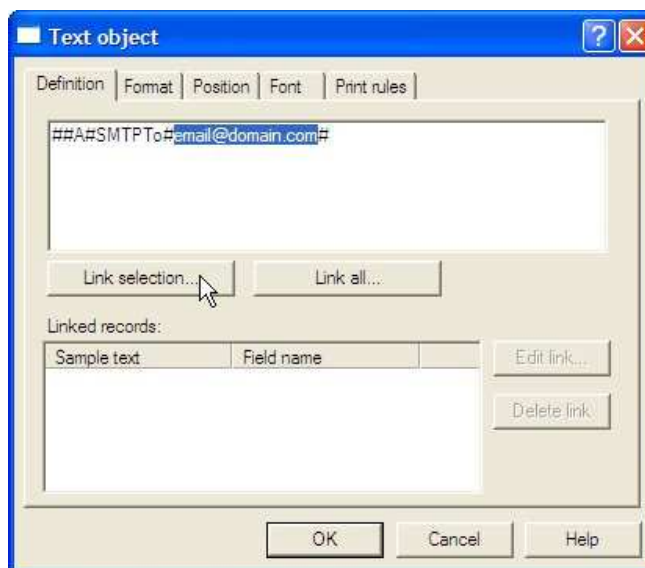 Text object
Definition Format Position Font Print rules
##A#SMTPTo#email@domain.com#
Link selection... Link all...
Linked records:
Sample text Field name
Edit link...
Delete link
OK Cancel Help